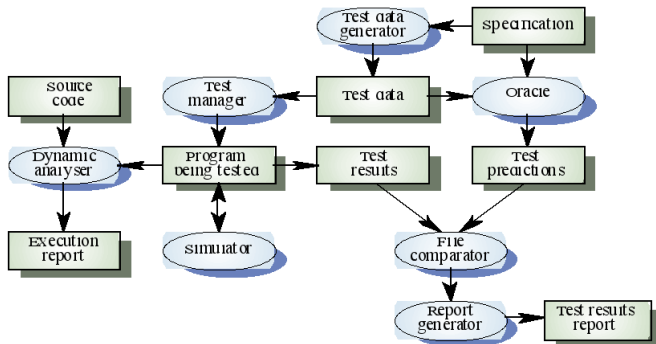 Test data
generator
Specification
Source
code
Test
manager
Test data
Oracle
Dynamic
analyser
Program
being tested
Test
results
Test
predictions
Execution
report
Simulator
File
comparator
Report
generator
Test results
report